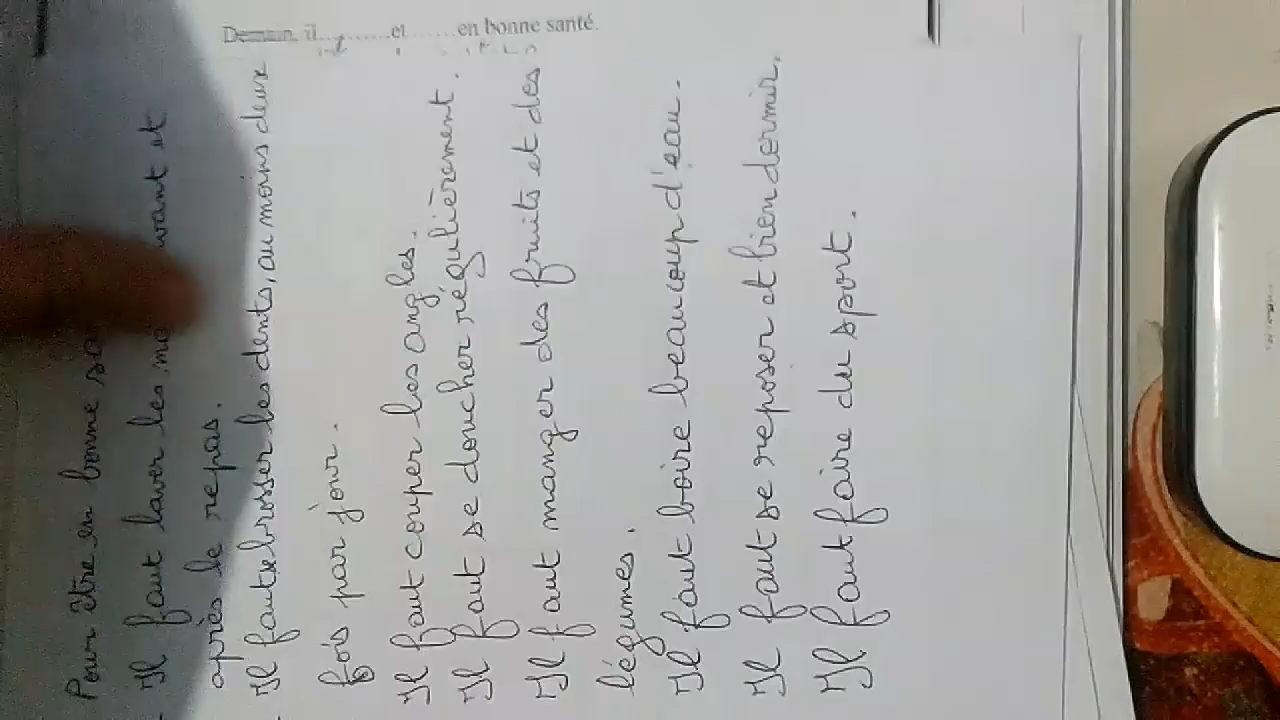 Demain, il.............et.......en bonne santé.
Pour être en bonne
- Il faut laver les et
après le repas.
- Il faut se brosser les dents, au moins deux
fois par jour.
Il faut couper les angles.
Il faut se doucher régulièrement.
Il faut manger des fruits et des
légumes.
Il faut boire beaucoup d'eau.
Il faut se reposer et bien dormir.
Il faut faire du sport.